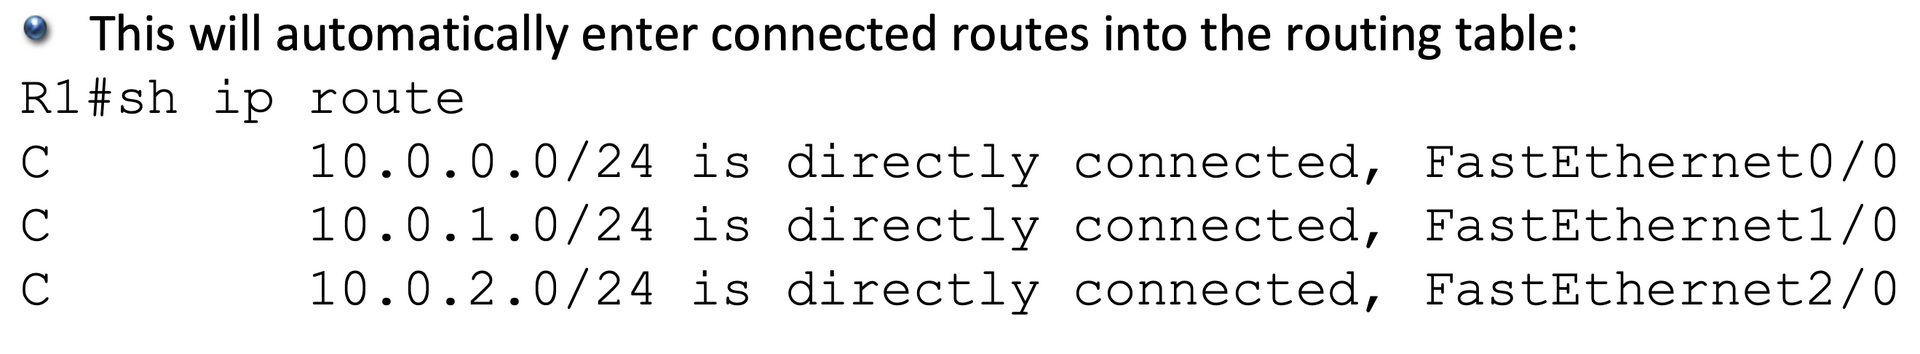 This will automatically enter connected routes into the routing table:
R1#sh ip route
C 10.0.0.0/24 is directly connected, FastEthernet0/0
C 10.0.1.0/24 is directly connected, FastEthernet1/0
C 10.0.2.0/24 is directly connected, FastEthernet2/0